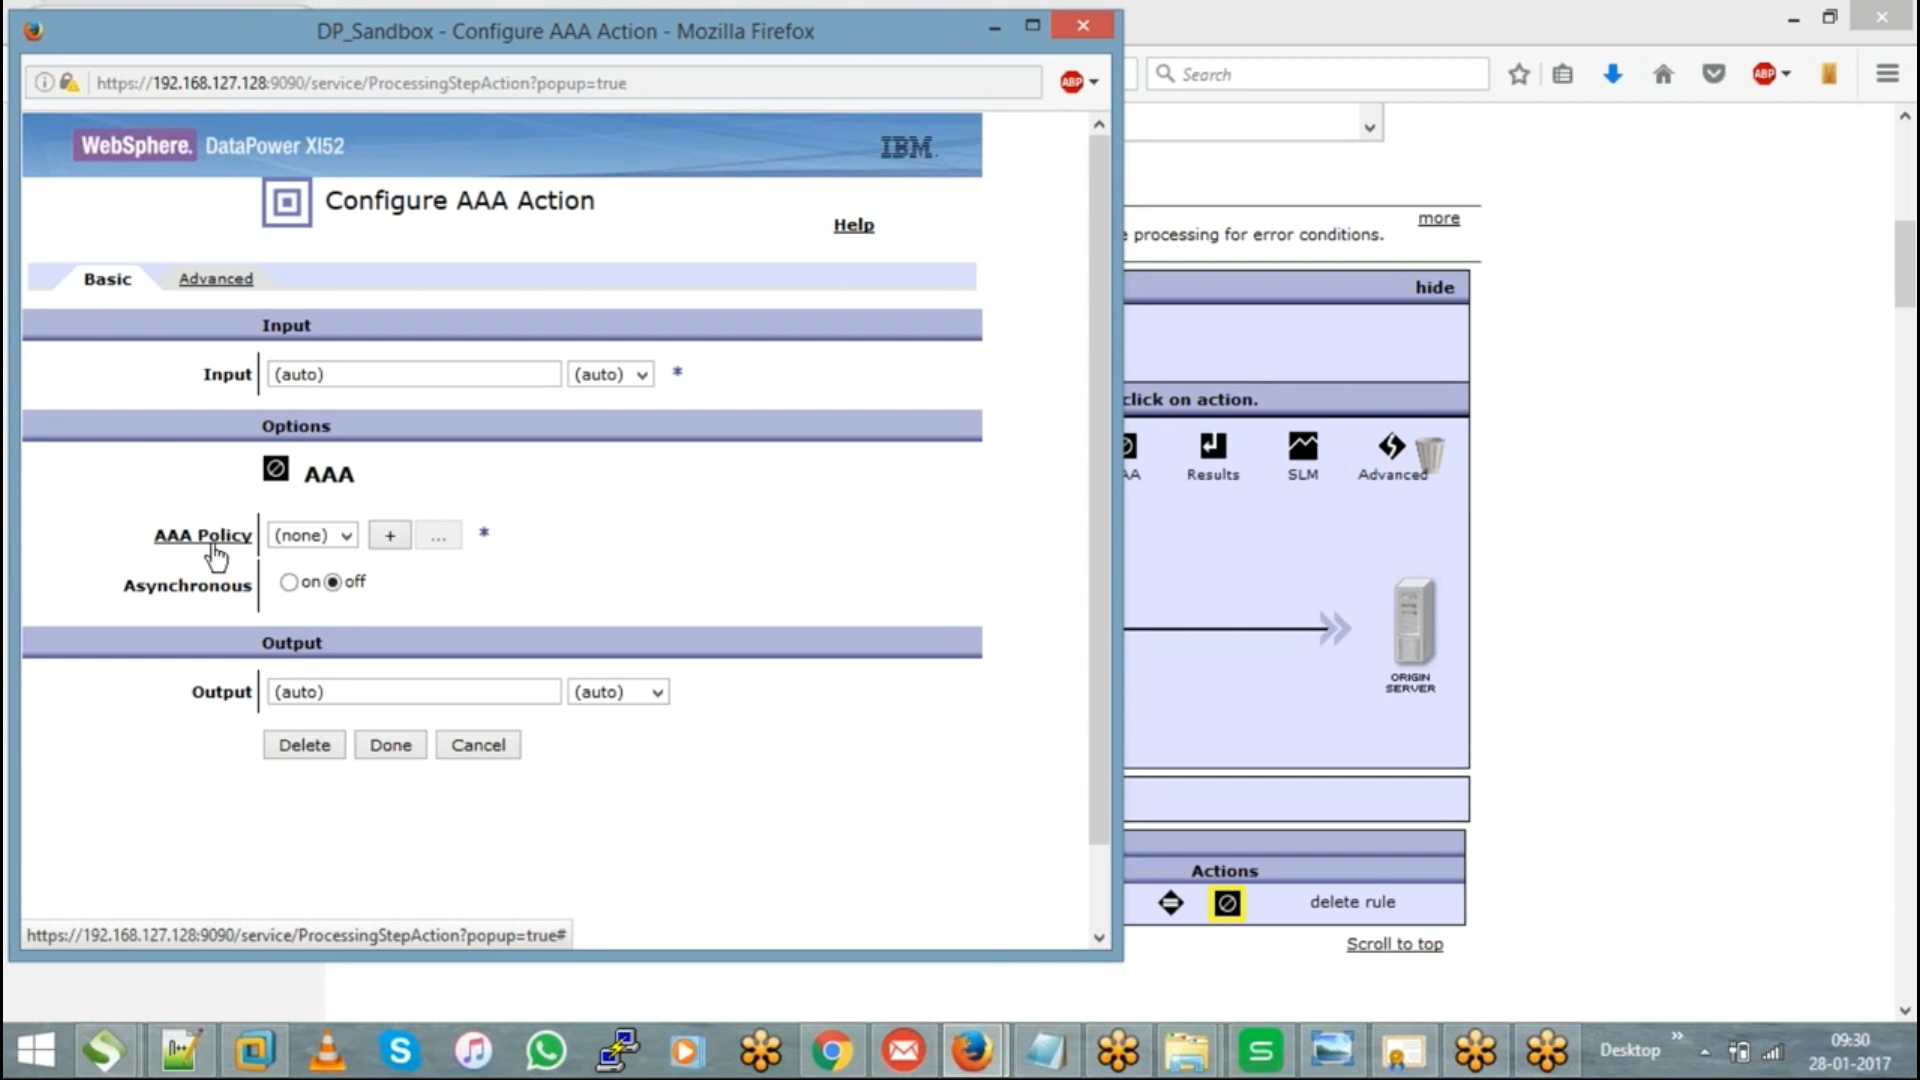 DP_Sandbox - Configure AAA Action - Mozilla Firefox
https://192.168.127.128:9090/service/ProcessingStepAction?popup=true
ABP
Search
ABP
WebSphere. DataPower XI52
IBM.
Configure AAA Action
Help
Basic
Advanced
Input
Input
(auto)
(auto)
*
Options
AAA
AAA Policy
(none)
+
...
*
Asynchronous
on
off
Output
Output
(auto)
(auto)
Delete
Done
Cancel
https://192.168.127.128:9090/service/ProcessingStepAction?popup=true#
more
processing for error conditions.
hide
click on action.
AA
Results
SLM
Advanced
ORIGIN
SERVER
Actions
delete rule
Scroll to top
Desktop
09:30
28-01-2017